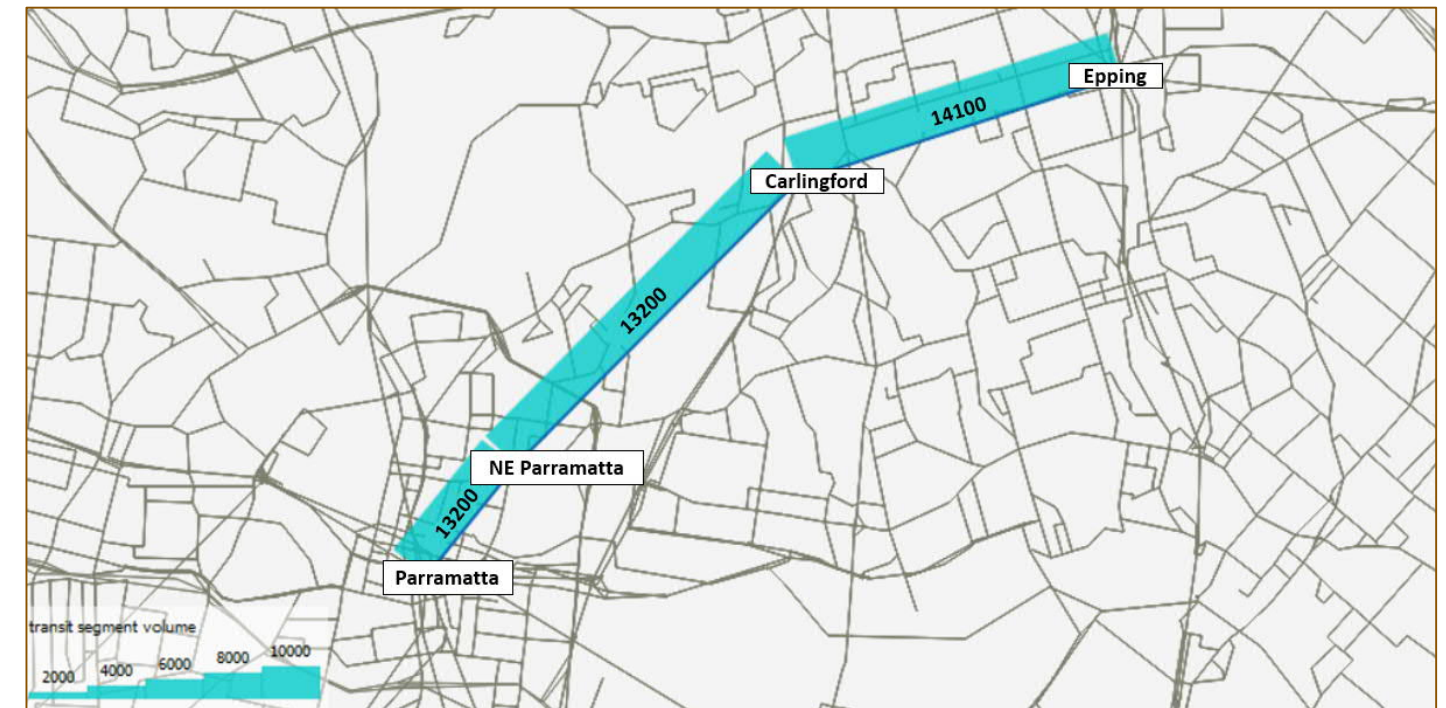 Epping
14100
Carlingford
13200
NE Parramatta
13200
Parramatta
transit segment volume
2000 4000 6000 8000 10000